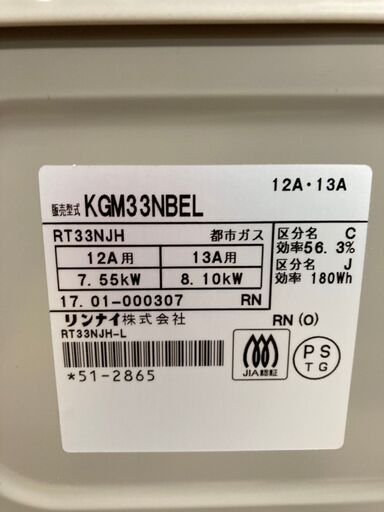 12A・13A
販売型式 KGM33NBEL
RT33NJH 都市ガス
12A用 13A用
7.55kW 8.10kW
区分名 C
効率56.3%
区分名 J
効率 180Wh
17.01-000307 RN
リンナイ株式会社
RN(O)
RT33NJH-L
*51-2865
JIA認証
PS
TG